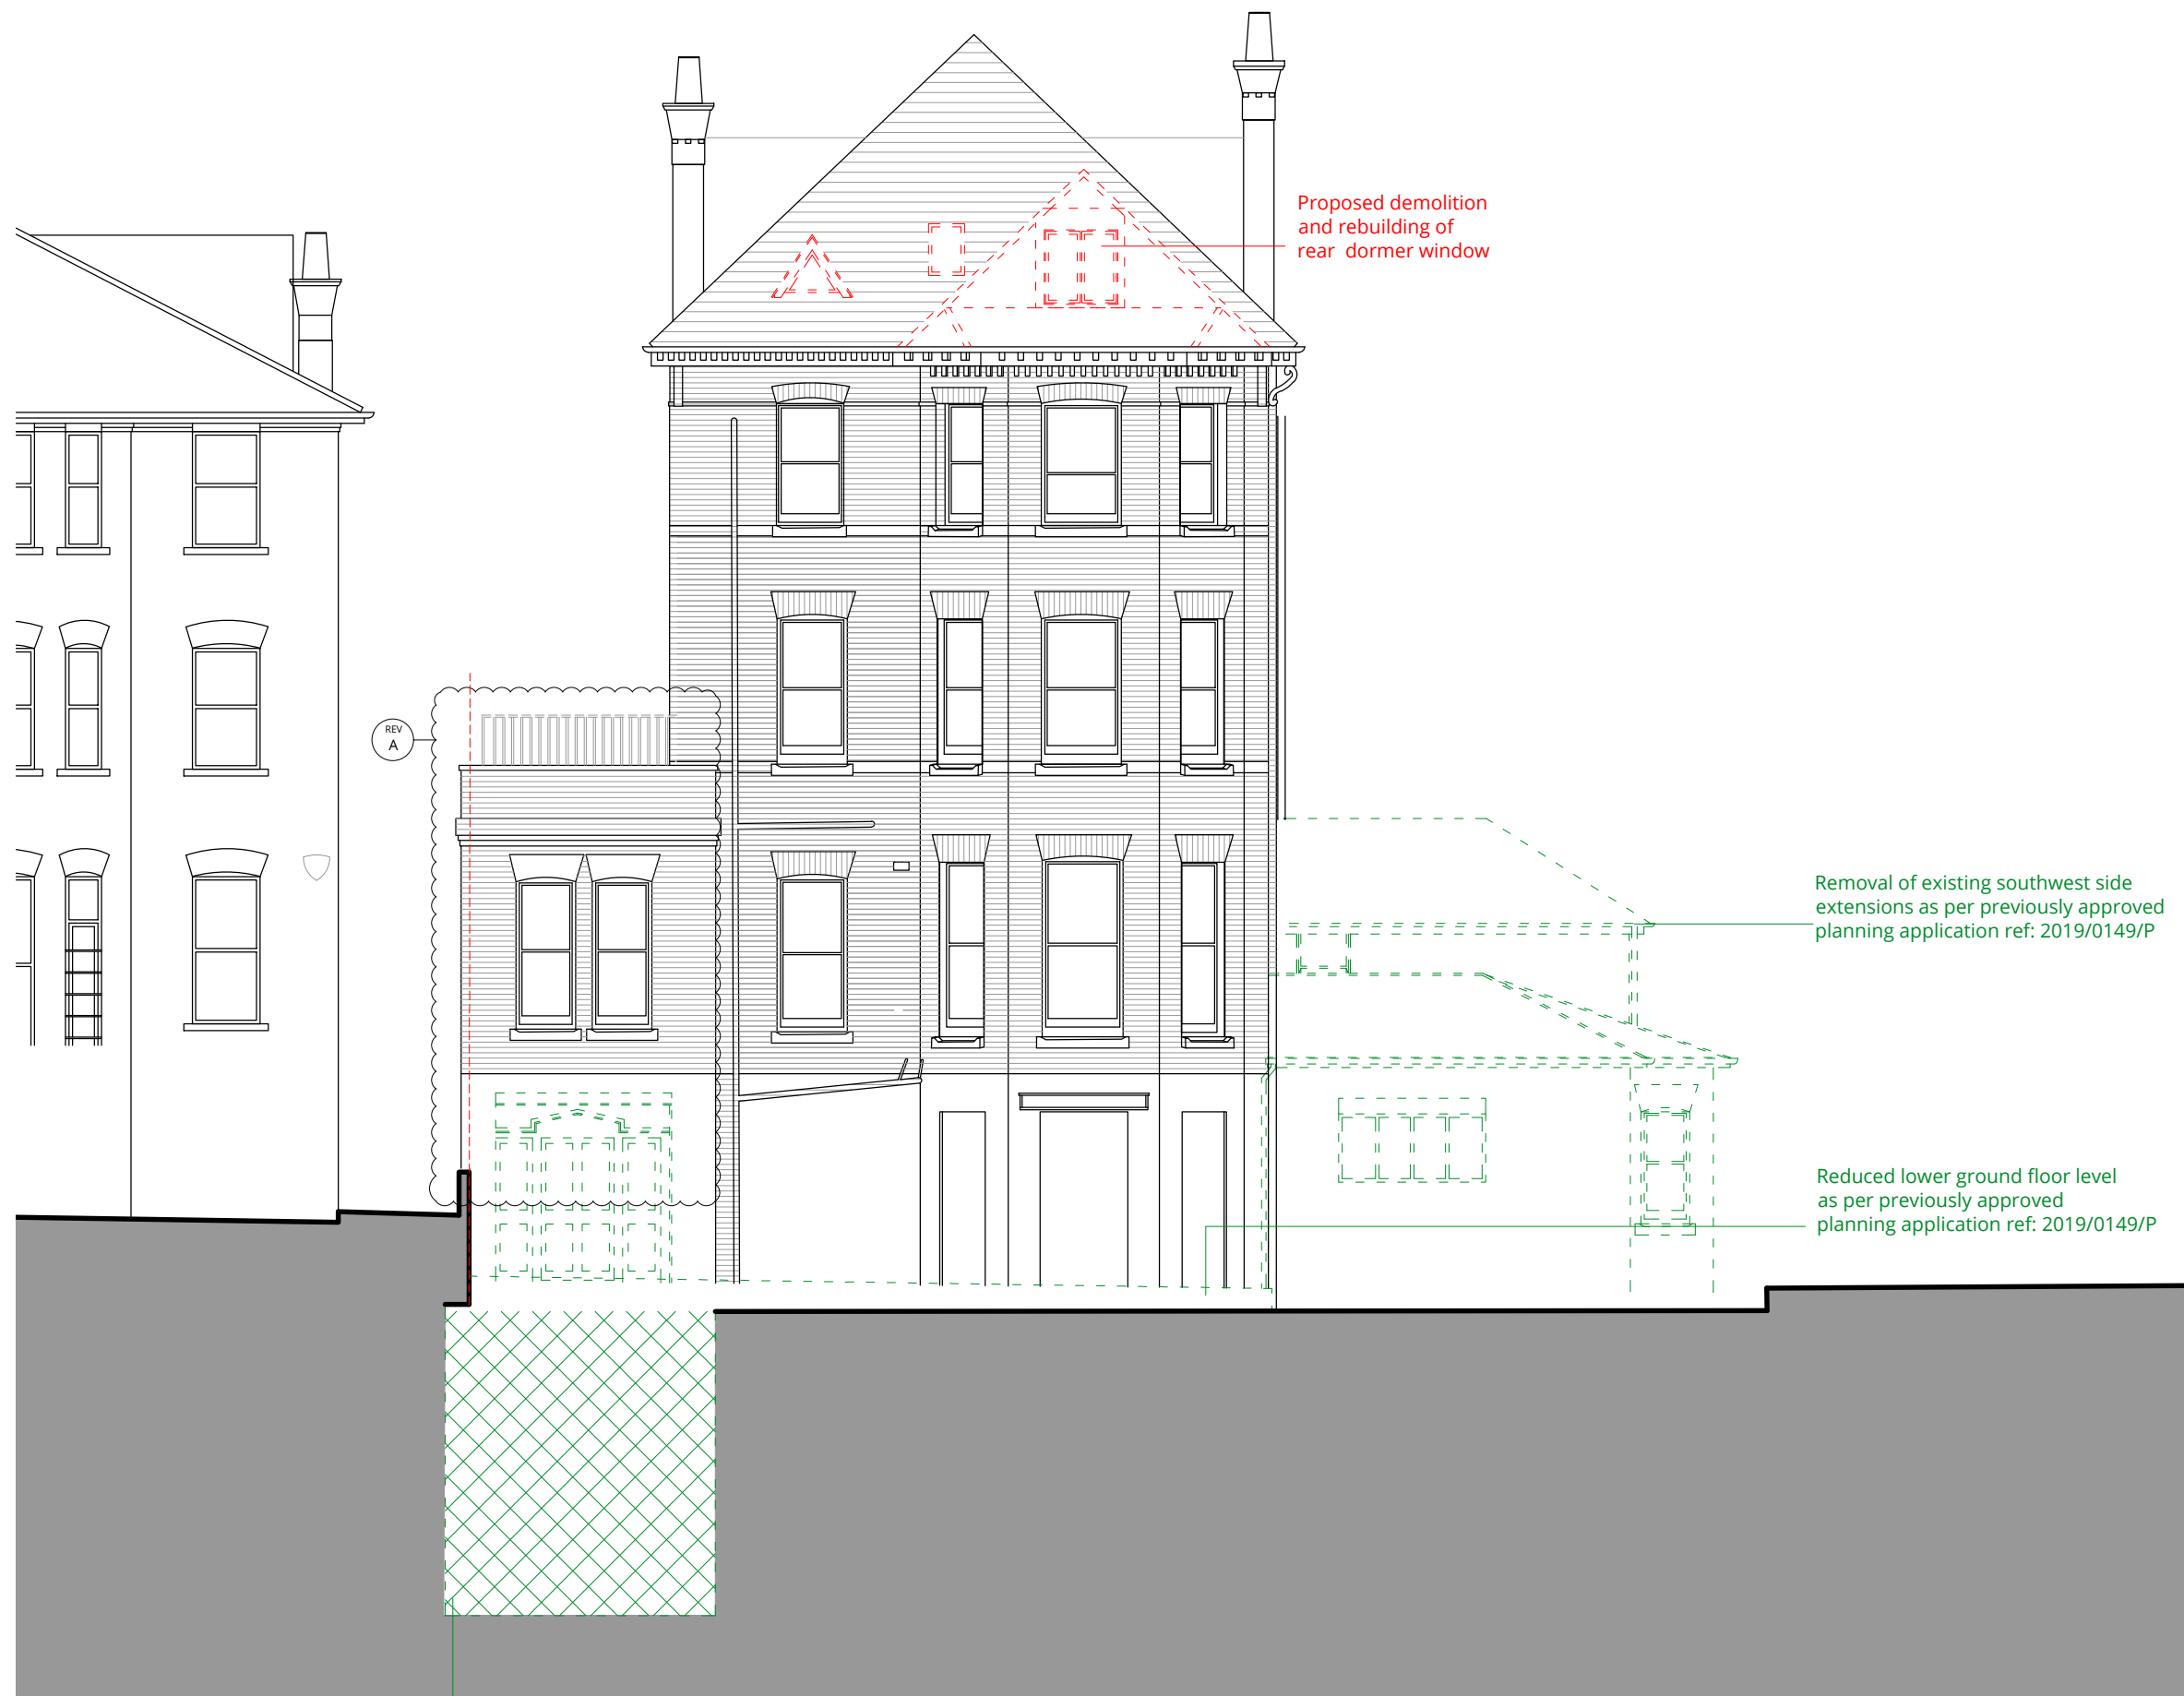 Proposed demolition
and rebuilding of
rear dormer window
REV
A
Removal of existing southwest side
extensions as per previously approved
planning application ref: 2019/0149/P
Reduced lower ground floor level
as per previously approved
planning application ref: 2019/0149/P